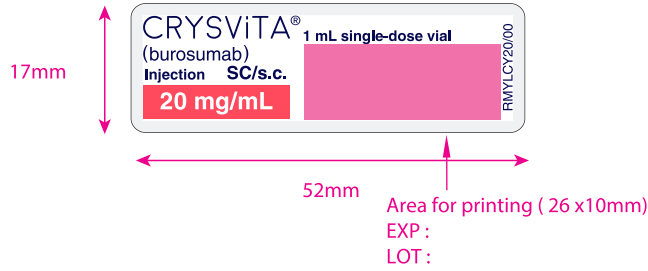 CRYSViTA®
(burosumab)
Injection SC/s.c.
20 mg/mL
1 mL single-dose vial
RMYLCY20/00
17mm
52mm
Area for printing ( 26 x10mm)
EXP :
LOT :